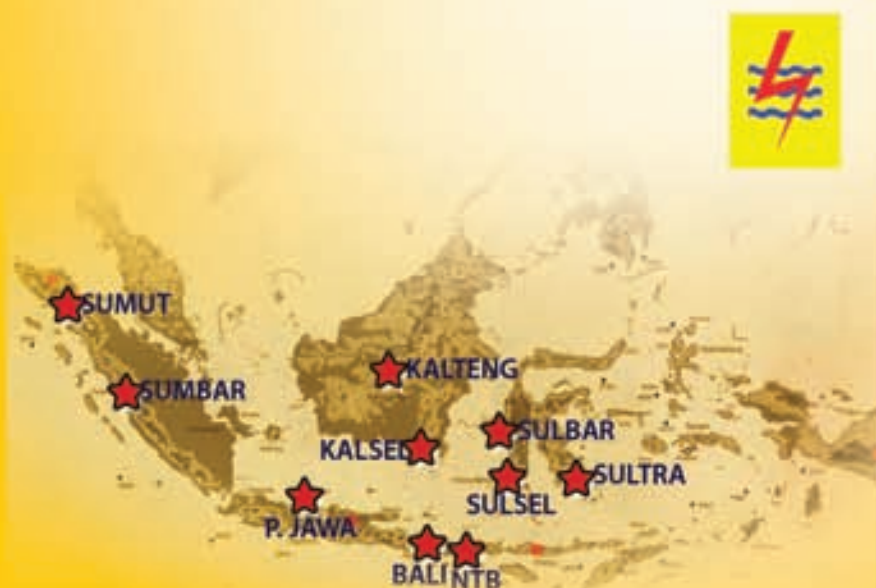 SUMUT
SUMBAR
KALTENG
KALSEL
SULBAR
SULSEL
SULTRA
P. JAWA
BALI
NTB